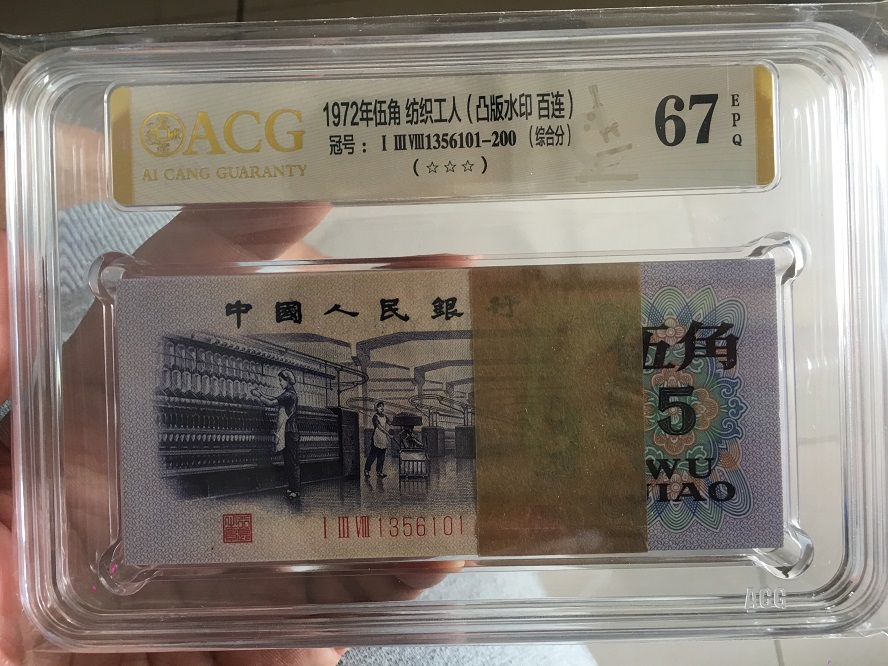 ACG
AI CANG GUARANTY
1972年伍角 纺织工人（凸版水印 百连）
冠号：Ⅰ Ⅲ Ⅷ1356101-200 （综合分）
（☆☆☆）
67
EPQ
中國人民銀行
伍角
5
WU
JIAO
Ⅰ Ⅲ Ⅷ 1356101
ACG